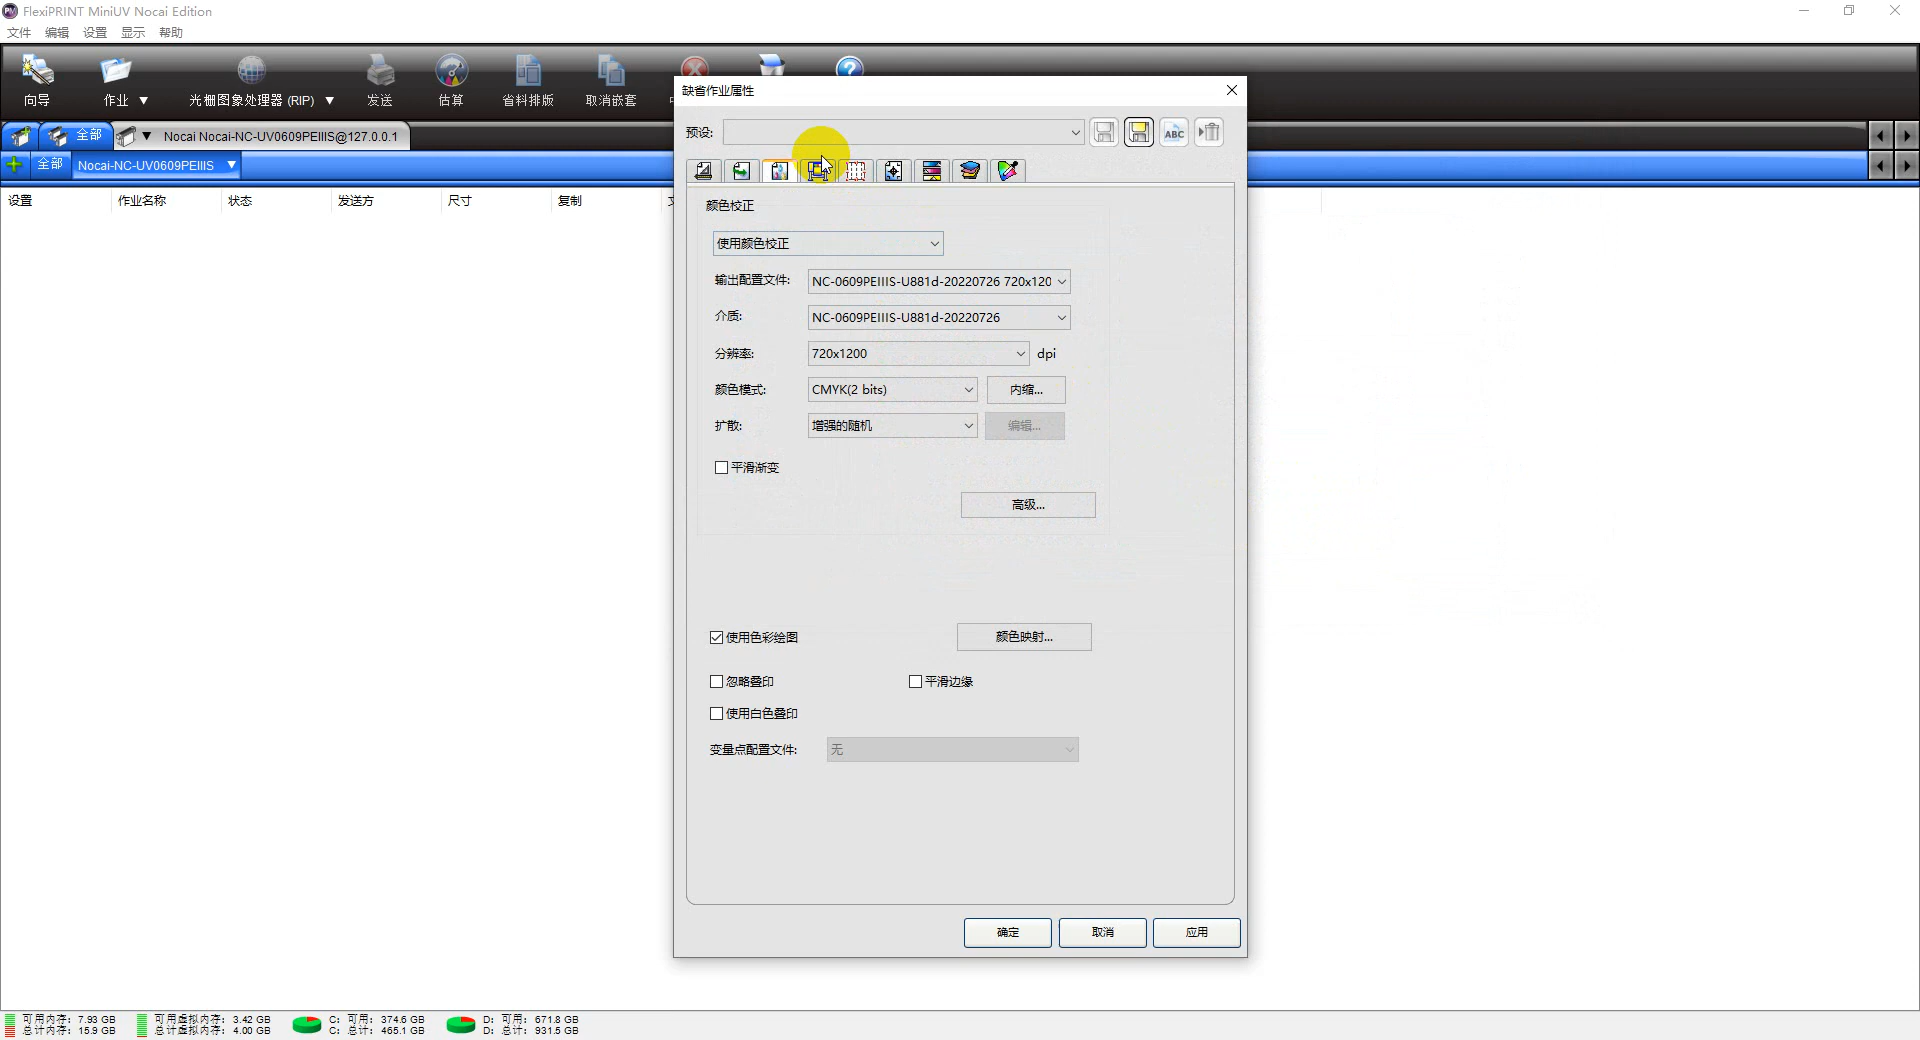 FlexiPRINT MiniUV Nocai Edition
文件 编辑 设置 显示 帮助
向导 作业 光栅图象处理器 (RIP) 发送 估算 省料排版 取消嵌套
全部 Nocai Nocai-NC-UV0609PEIIIS@127.0.0.1
全部 Nocai-NC-UV0609PEIIIS
设置 作业名称 状态 发送方 尺寸 复制
缺省作业属性
预设:
ABC
颜色校正
使用颜色校正
输出配置文件: NC-0609PEIIIS-U881d-20220726 720x120
介质: NC-0609PEIIIS-U881d-20220726
分辨率: 720x1200 dpi
颜色模式: CMYK(2 bits) 内缩...
扩散: 增强的随机 编辑...
平滑渐变
高级...
使用色彩绘图 颜色映射...
忽略叠印 平滑边缘
使用白色叠印
变量点配置文件: 无
确定 取消 应用
可用内存: 7.93 GB 可用虚拟内存: 3.42 GB C: 可用: 374.6 GB D: 可用: 671.8 GB
总计内存: 15.9 GB 总计虚拟内存: 4.00 GB C: 总计: 465.1 GB D: 总计: 931.5 GB